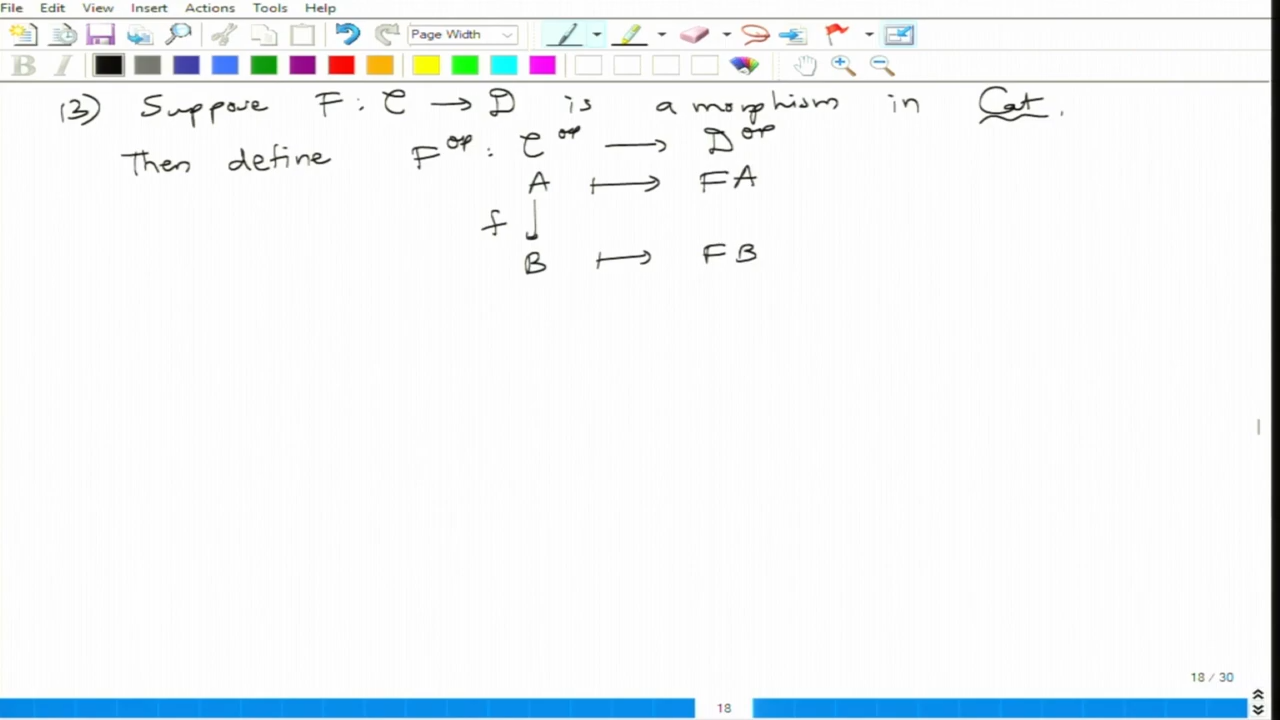 File Edit View Insert Actions Tools Help
Page Width
B I
(3) Suppose F : C → D is a morphism in Cat.
Then define F^op : C^op → D^op
A ↦ FA
f ↓
B ↦ FB
18 / 30
18